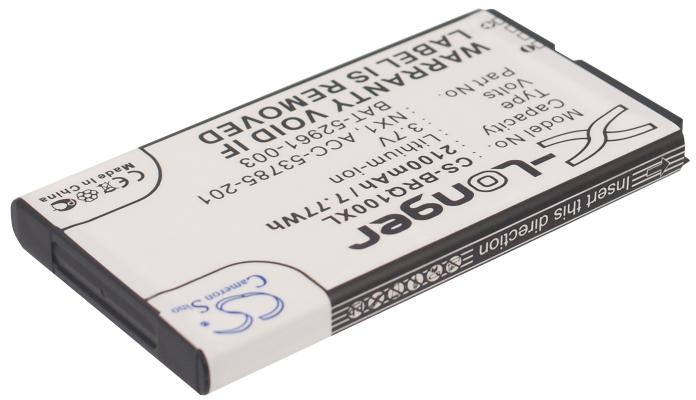 X-Longer
Model No CS-BRQ100XL
Capacity 2100mAh / 7.77Wh
Type Lithium-ion
Volts 3.7V
Part No. NX1, ACC-53785-201
BAT-52961-003
WARRANTY VOID IF
LABEL IS REMOVED
Insert this direction
CE
Made in China
CS
Cameron Sino